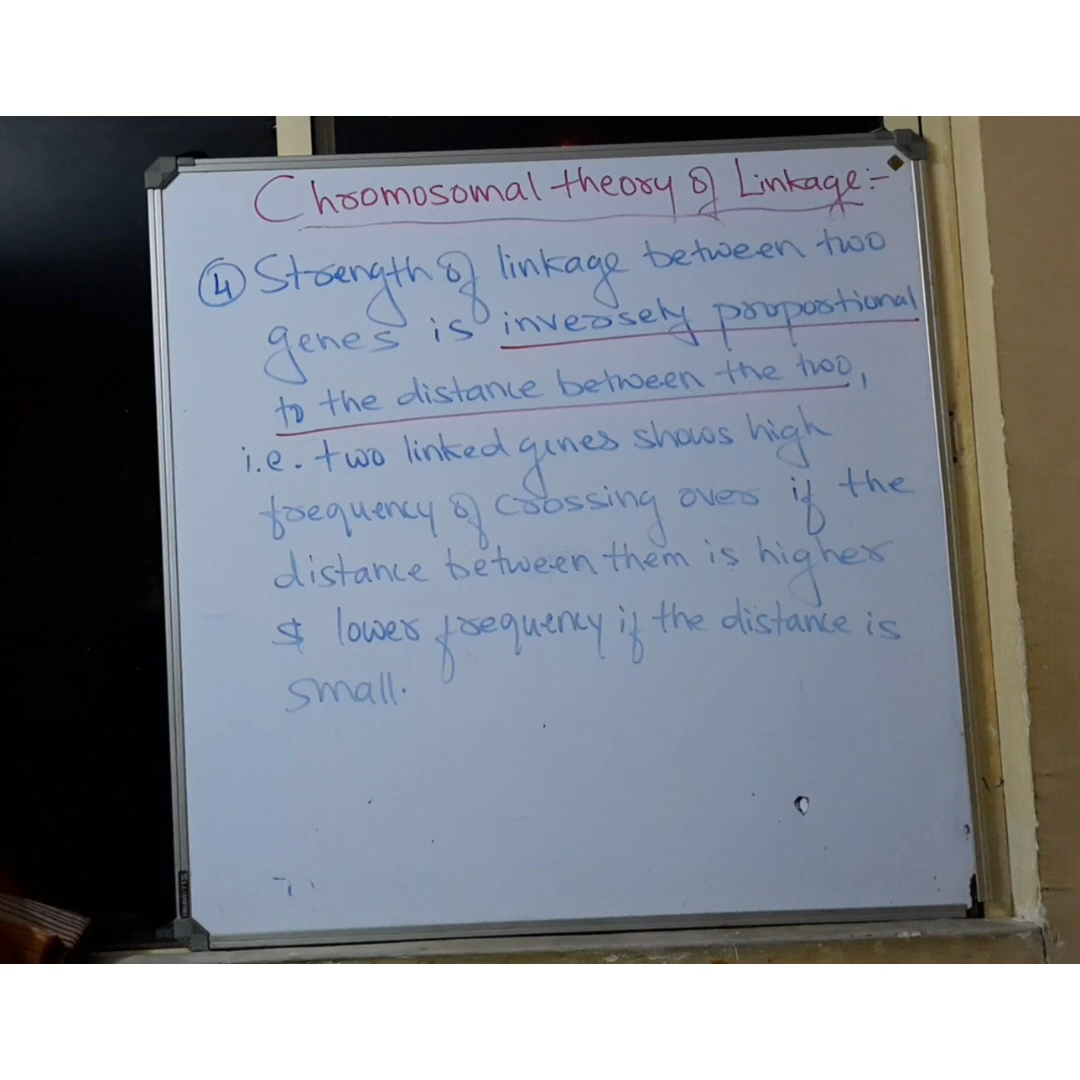 Chromosomal theory of Linkage:-
④ Strength of linkage between two
genes is inversely proportional
to the distance between the two,
i.e. two linked genes shows high
frequency of crossing over if the
distance between them is higher
& lower frequency if the distance is
small.